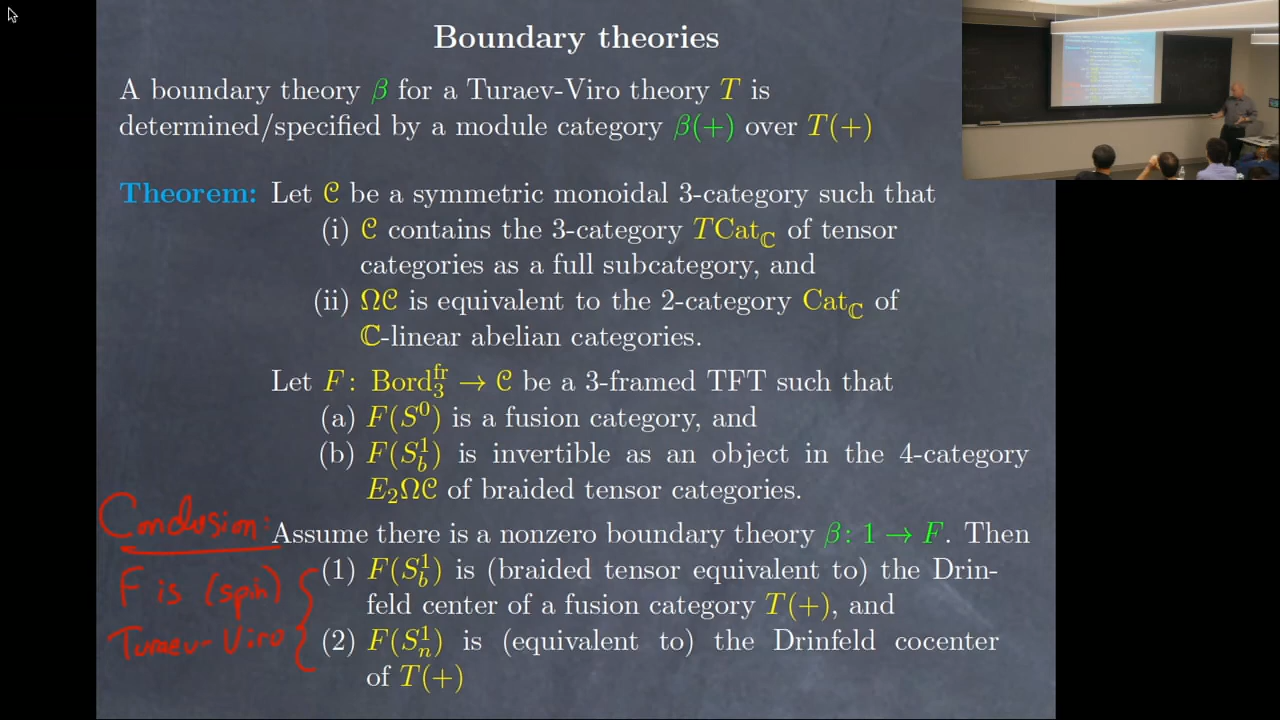 Boundary theories
A boundary theory β for a Turaev-Viro theory T is
determined/specified by a module category β(+) over T(+)
Theorem: Let 𝒞 be a symmetric monoidal 3-category such that
(i) 𝒞 contains the 3-category TCat_ℂ of tensor
categories as a full subcategory, and
(ii) Ω𝒞 is equivalent to the 2-category Cat_ℂ of
ℂ-linear abelian categories.
Let F: Bord₃^fr → 𝒞 be a 3-framed TFT such that
(a) F(S⁰) is a fusion category, and
(b) F(S¹_b) is invertible as an object in the 4-category
E₂Ω𝒞 of braided tensor categories.
Conclusion:
Assume there is a nonzero boundary theory β: 1 → F. Then
(1) F(S¹_b) is (braided tensor equivalent to) the Drin-
feld center of a fusion category T(+), and
(2) F(S¹_n) is (equivalent to) the Drinfeld cocenter
of T(+)
F is (spin)
Turaev-Viro